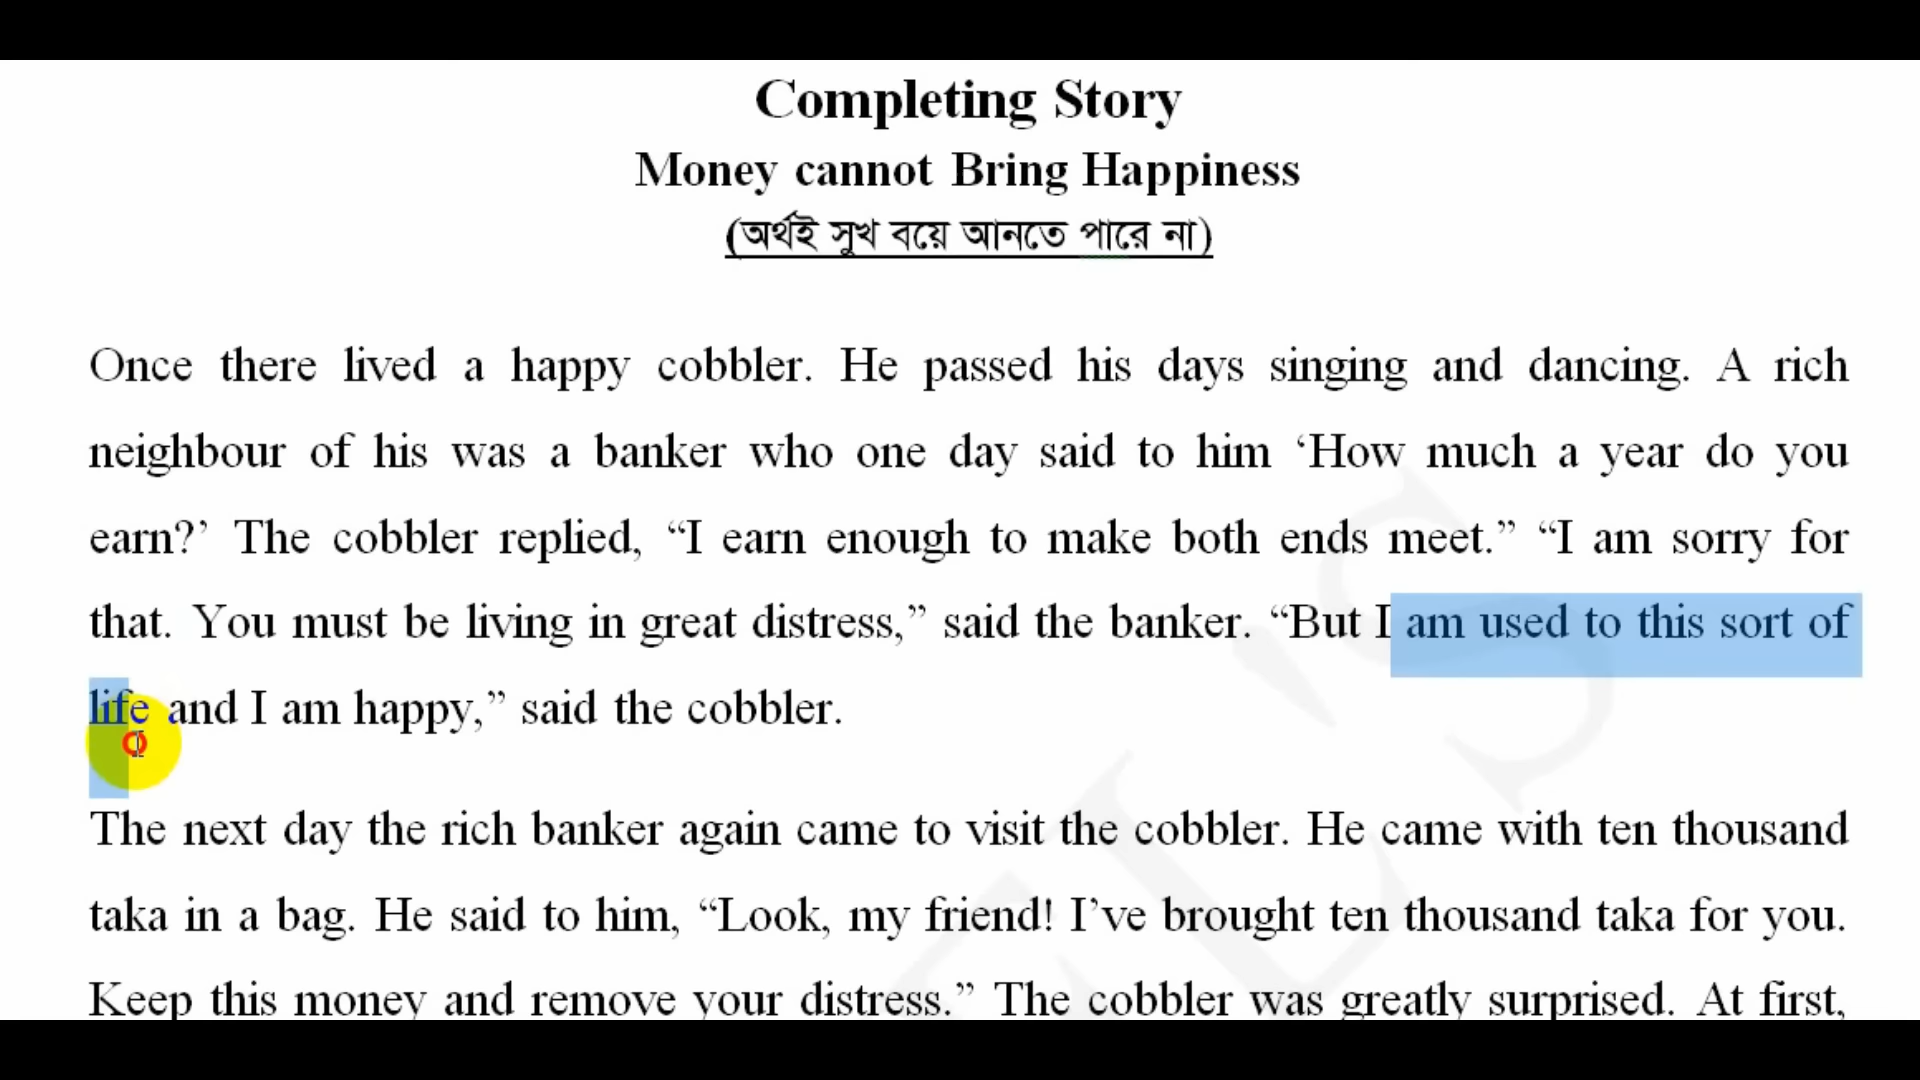 Completing Story
Money cannot Bring Happiness
(অর্থই সুখ বয়ে আনতে পারে না)
Once there lived a happy cobbler. He passed his days singing and dancing. A rich
neighbour of his was a banker who one day said to him ‘How much a year do you
earn?’ The cobbler replied, “I earn enough to make both ends meet.” “I am sorry for
that. You must be living in great distress,” said the banker. “But I am used to this sort of
life and I am happy,” said the cobbler.
The next day the rich banker again came to visit the cobbler. He came with ten thousand
taka in a bag. He said to him, “Look, my friend! I’ve brought ten thousand taka for you.
Keep this money and remove your distress.” The cobbler was greatly surprised. At first,